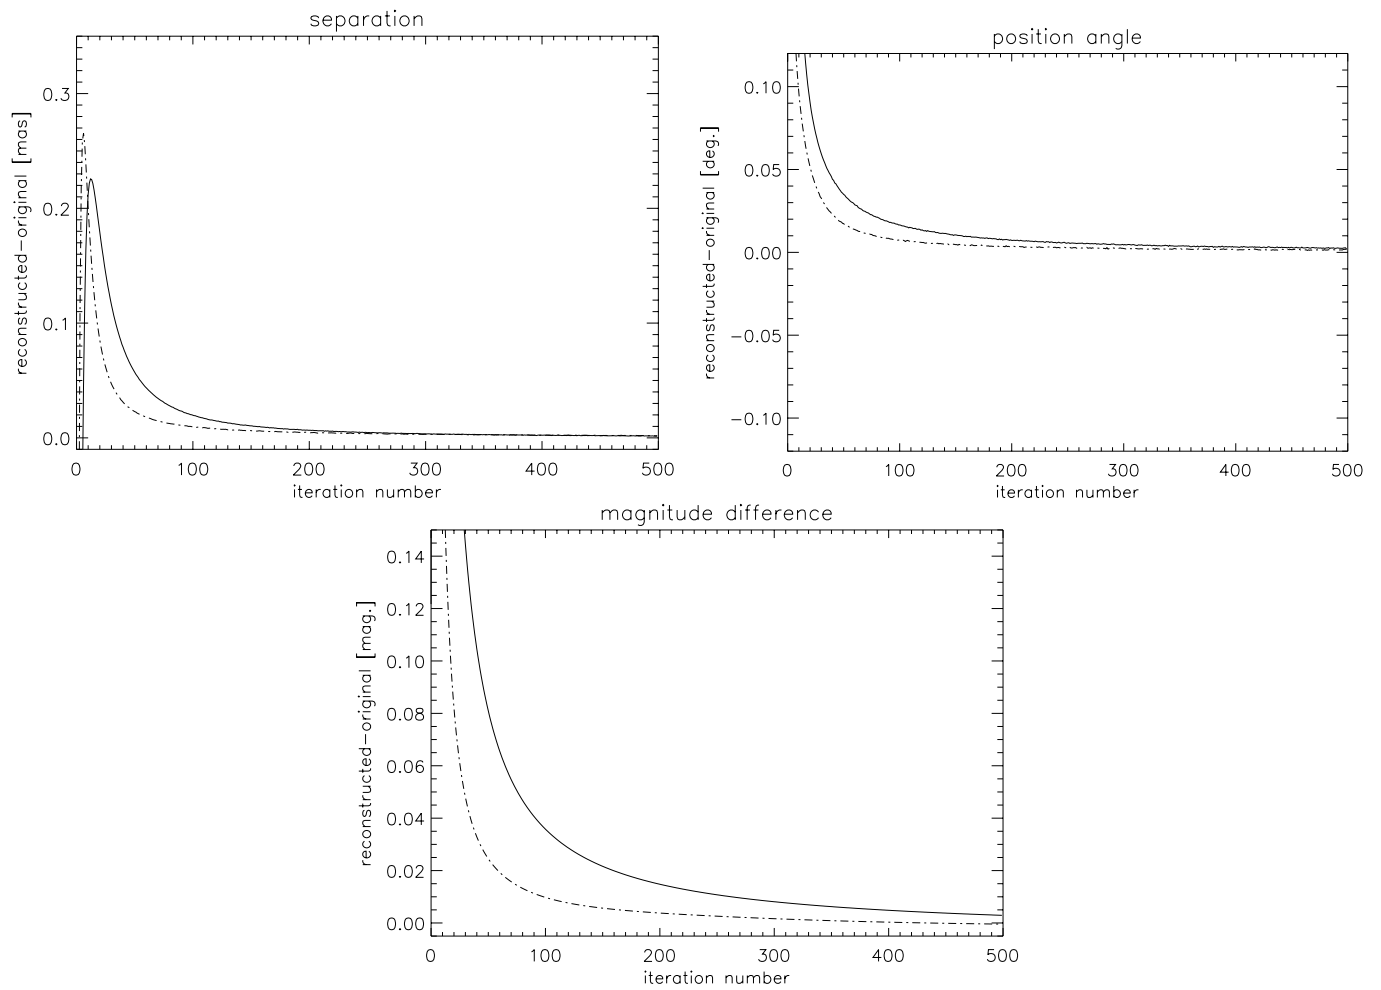 separation
reconstructed-original [mas]
0.3
0.2
0.1
0.0
0 100 200 300 400 500
iteration number
position angle
reconstructed-original [deg.]
0.10
0.05
0.00
-0.05
-0.10
0 100 200 300 400 500
iteration number
magnitude difference
reconstructed-original [mag.]
0.14
0.12
0.10
0.08
0.06
0.04
0.02
0.00
0 100 200 300 400 500
iteration number